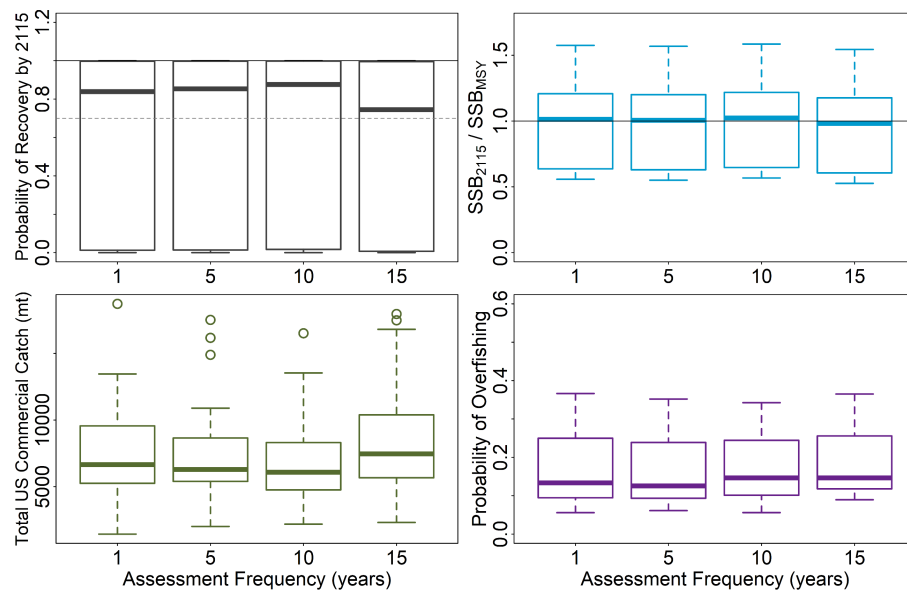 Probability of Recovery by 2115
1.2
0.8
0.4
0.0
1 5 10 15
SSB2115 / SSBMSY
1.5
1.0
0.5
0.0
1 5 10 15
Total US Commercial Catch (mt)
10000
5000
1 5 10 15
Assessment Frequency (years)
Probability of Overfishing
0.6
0.4
0.2
0.0
1 5 10 15
Assessment Frequency (years)